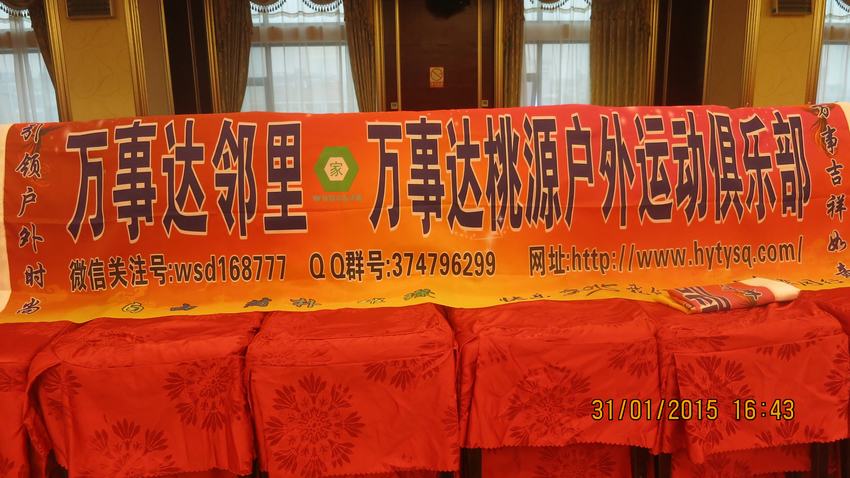 引领户外时尚
万事达邻里 家 万事达桃源户外运动俱乐部
万事吉祥如意
微信关注号:wsd168777 QQ群号:374796299 网址:http://www.hytysq.com/
31/01/2015 16:43